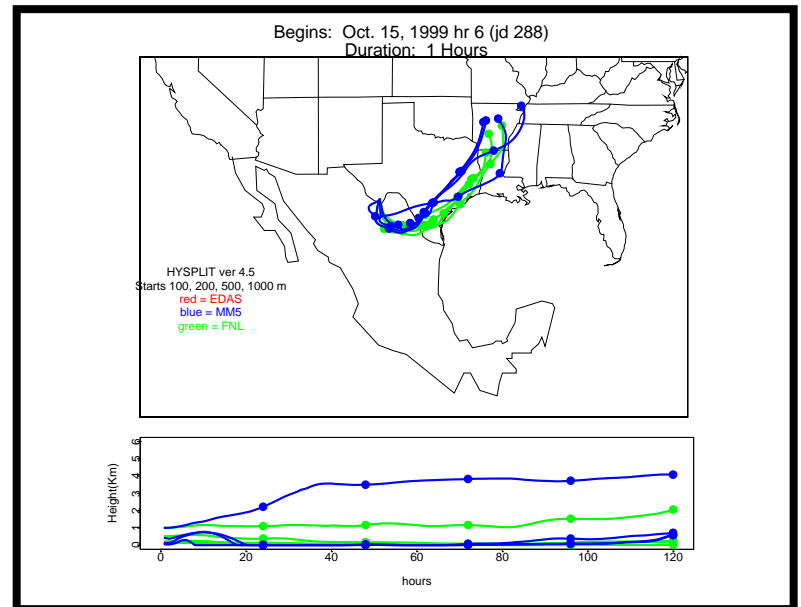 Begins: Oct. 15, 1999 hr 6 (jd 288)
Duration: 1 Hours
HYSPLIT ver 4.5
Starts 100, 200, 500, 1000 m
red = EDAS
blue = MM5
green = FNL
Height(Km)
0 1 2 3 4 5 6
0 20 40 60 80 100 120
hours